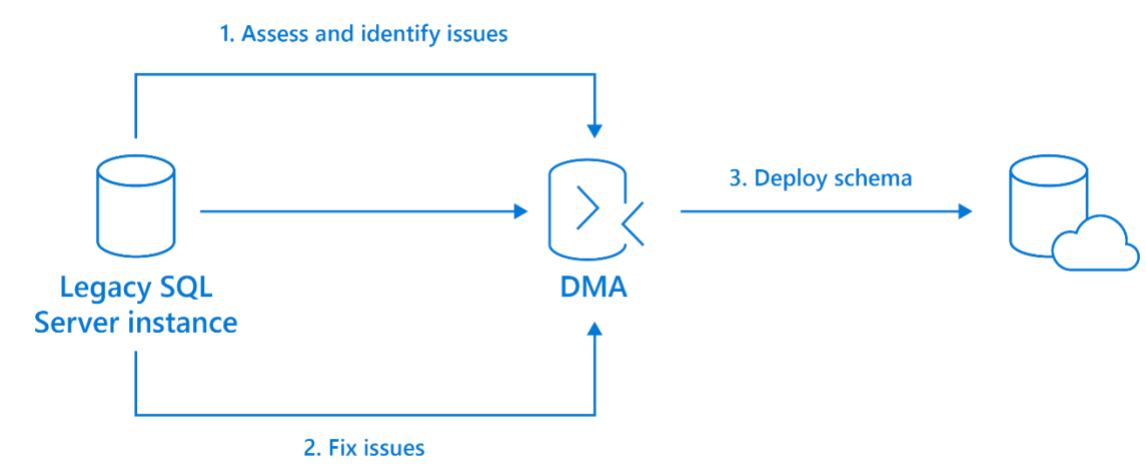 1. Assess and identify issues
3. Deploy schema
Legacy SQL
Server instance
DMA
2. Fix issues